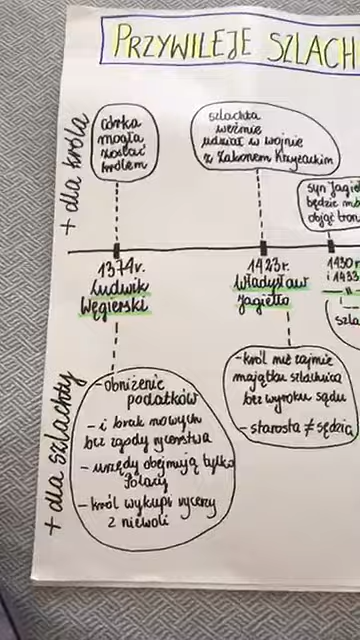 PRZYWILEJE SZLACH
+ dla króla
córka
mogła
zostać
królem
szlachta
weźmie
udział w wojnie
z Zakonem Krzyżackim
syn Jagieł
będzie mó
objąć tron
1374r.
Ludwik
Węgierski
1423r.
Władysław
Jagiełło
1430r.
i 1433
szla
+ dla szlachty
- obniżenie
podatków
- i brak nowych
bez zgody rycerstwa
- urzędy obejmują tylko
Polacy
- król wykupi rycerzy
z niewoli
- król nie zajmie
majątku szlachcica
bez wyroku sądu
- starosta ≠ sędzia